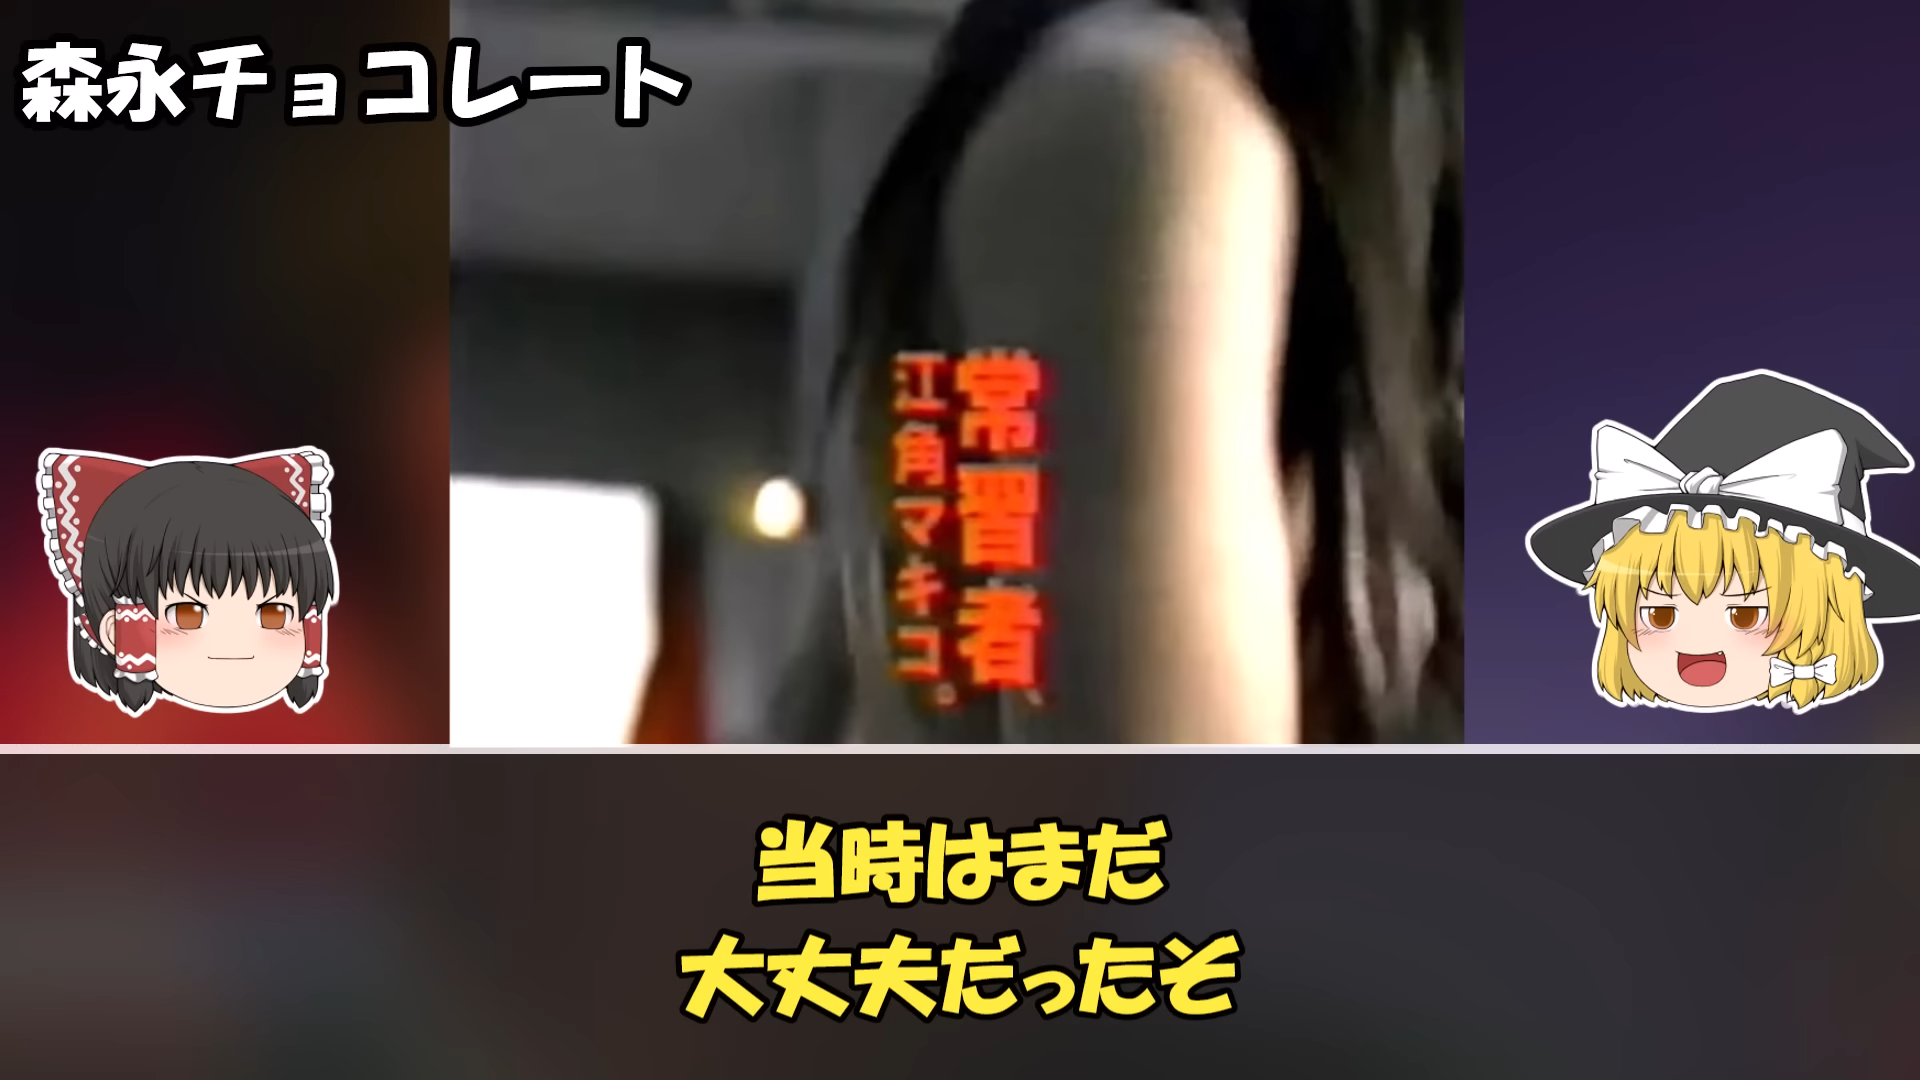 森永チョコレート
常習者、
江角マキコ。
当時はまだ
大丈夫だったぞ